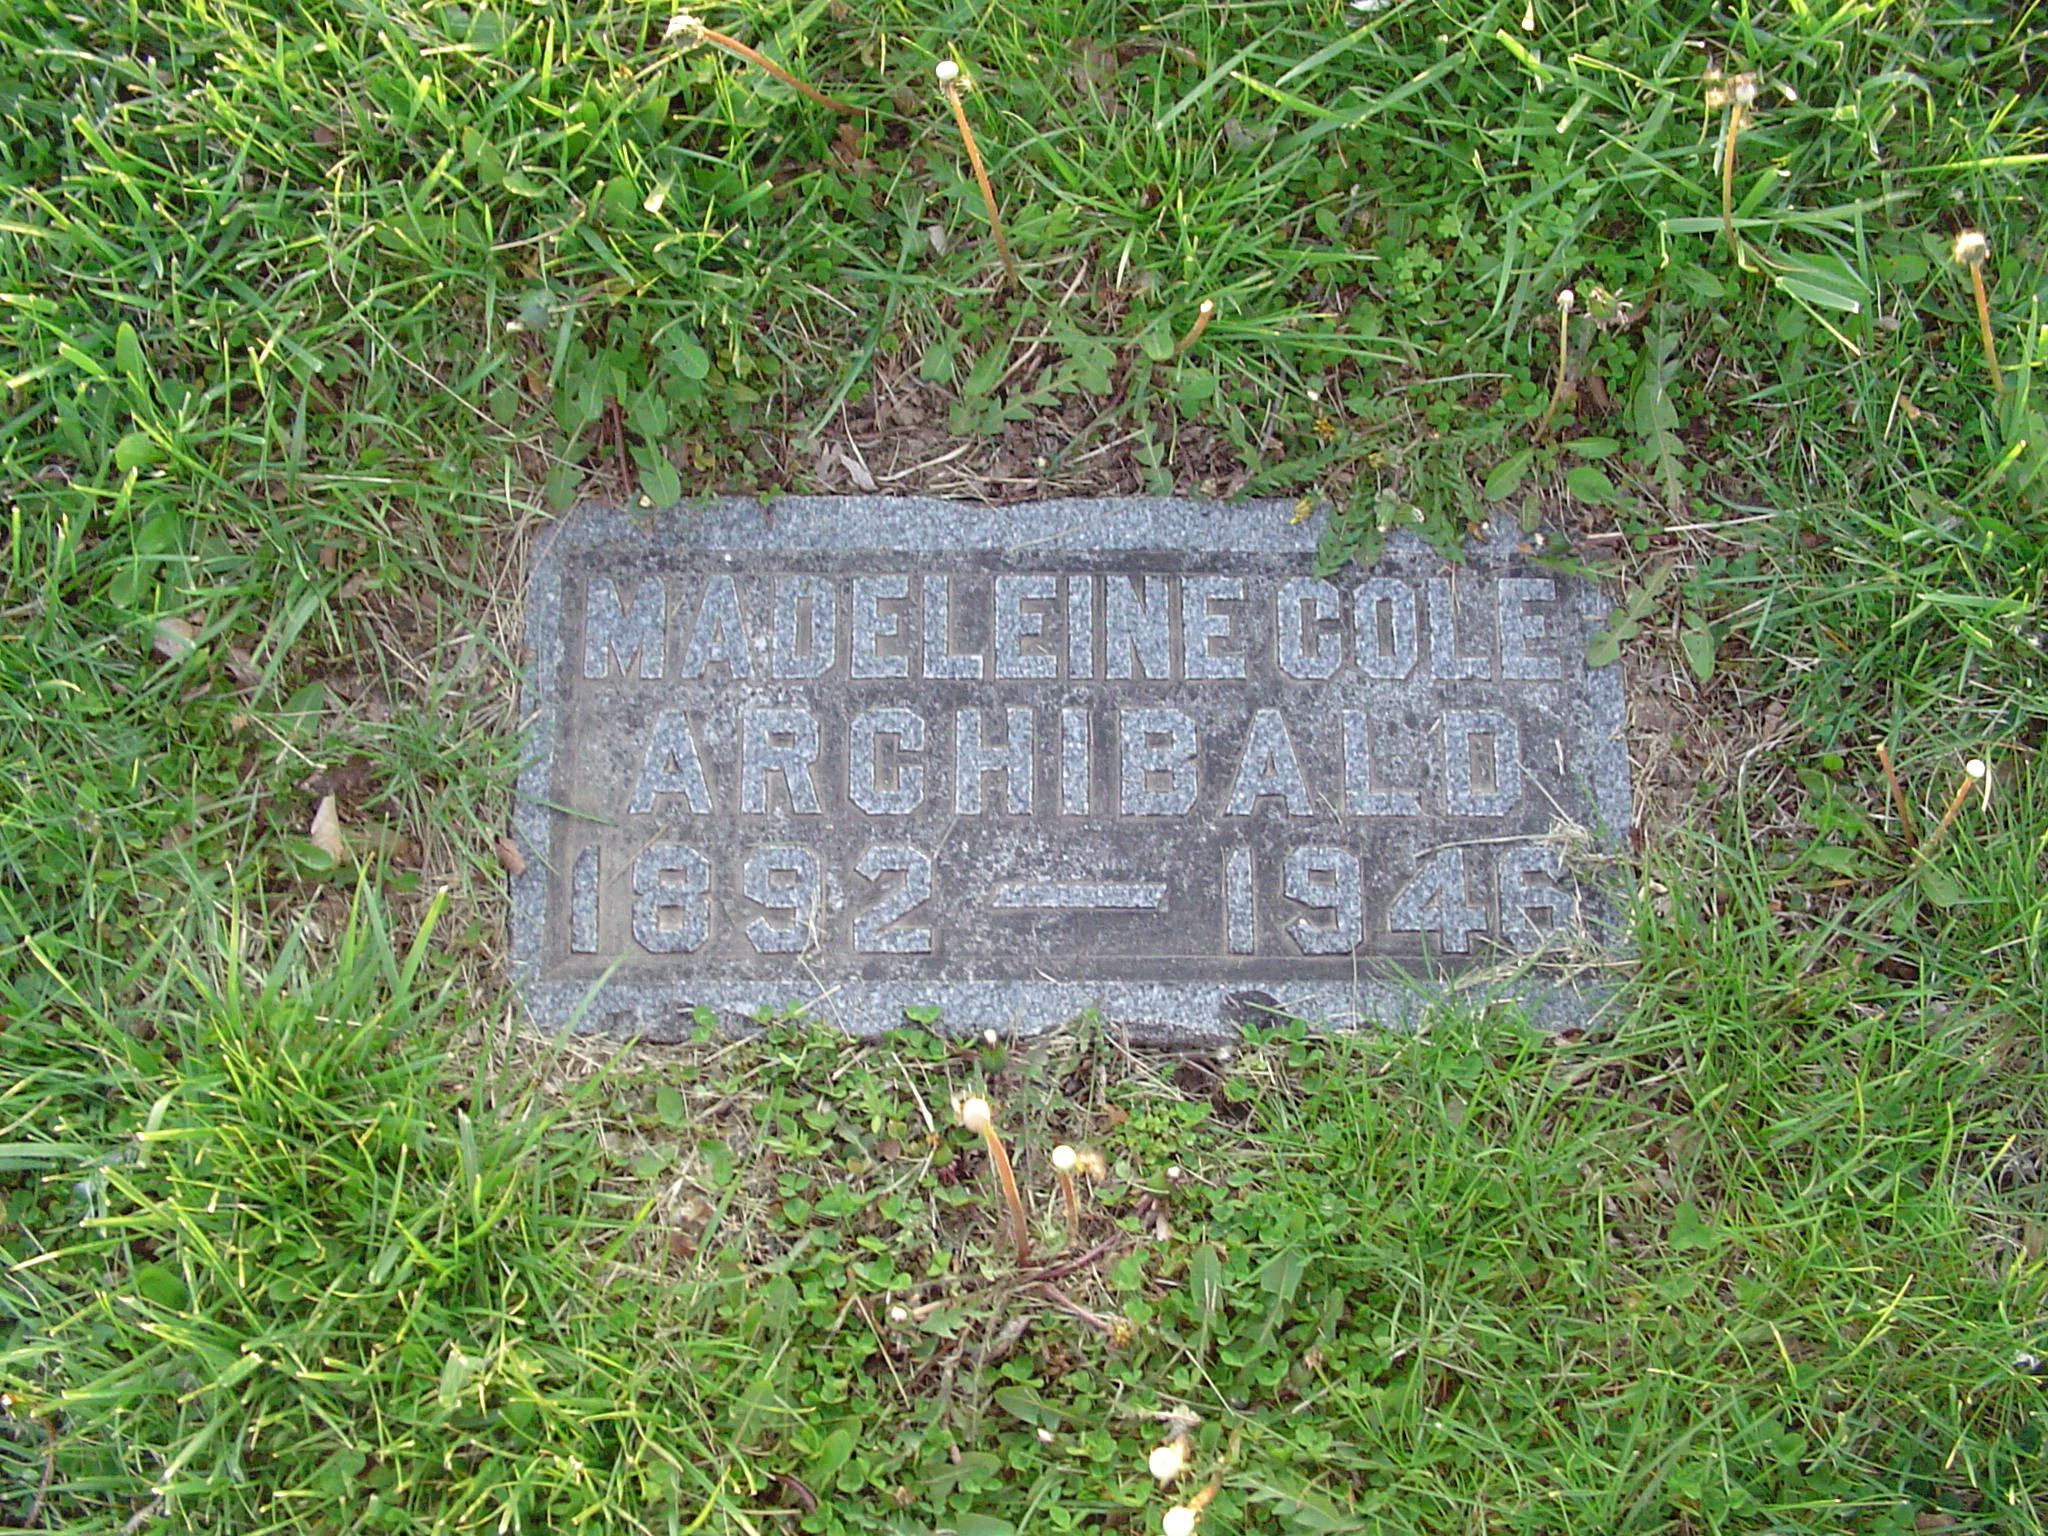 MADELEINE COLE
ARCHIBALD
1892 — 1946